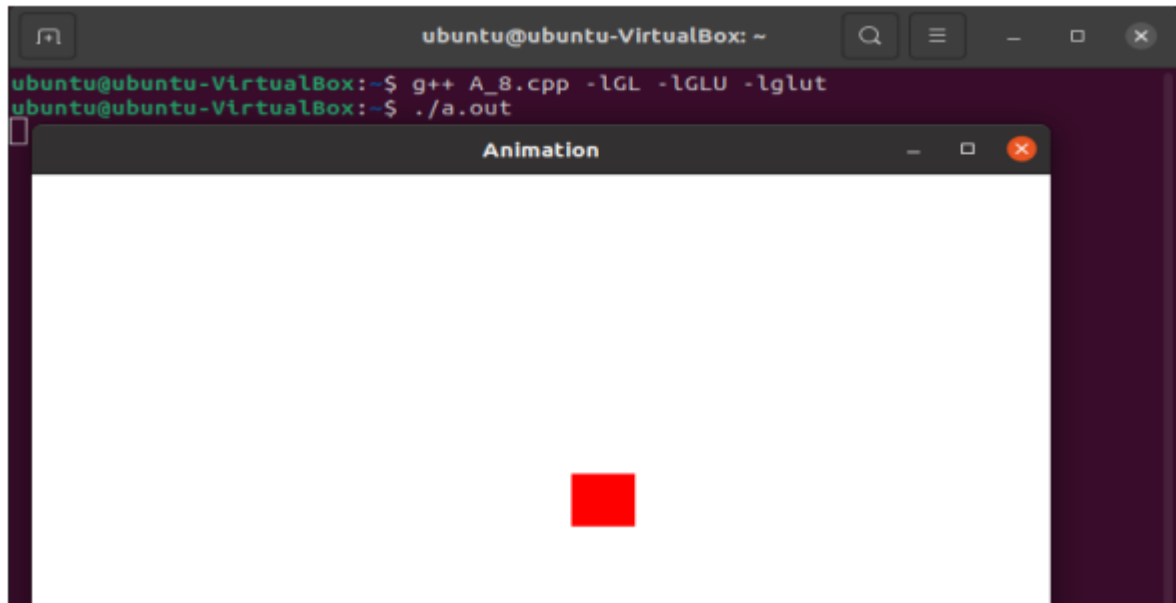 ubuntu@ubuntu-VirtualBox: ~
ubuntu@ubuntu-VirtualBox:~$ g++ A_8.cpp -lGL -lGLU -lglut
ubuntu@ubuntu-VirtualBox:~$ ./a.out
Animation